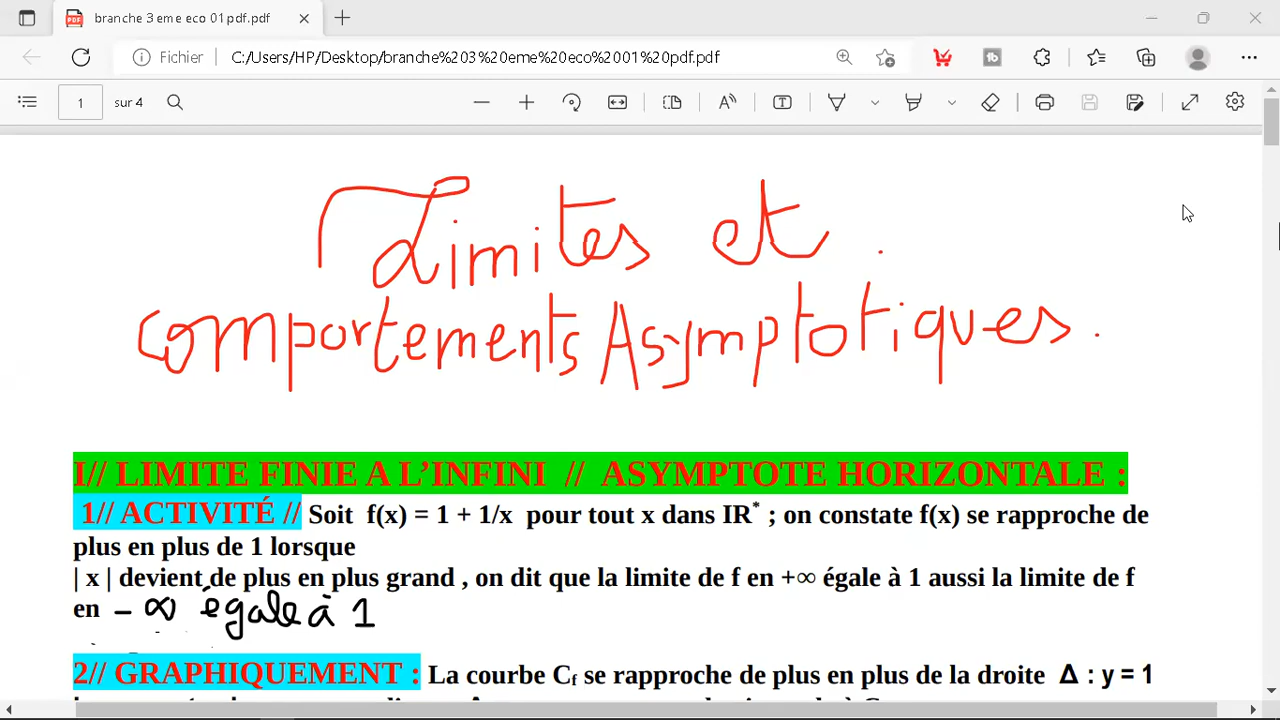 branche 3 eme eco 01 pdf.pdf
Fichier C:/Users/HP/Desktop/branche%203%20eme%20eco%2001%20pdf.pdf
1 sur 4
Limites et .
comportements Asymptotiques .
I// LIMITE FINIE A L’INFINI // ASYMPTOTE HORIZONTALE :
1// ACTIVITÉ // Soit f(x) = 1 + 1/x pour tout x dans IR* ; on constate f(x) se rapproche de
plus en plus de 1 lorsque
| x | devient de plus en plus grand , on dit que la limite de f en +∞ égale à 1 aussi la limite de f
en - ∞ égale à 1
2// GRAPHIQUEMENT : La courbe Cf se rapproche de plus en plus de la droite Δ : y = 1